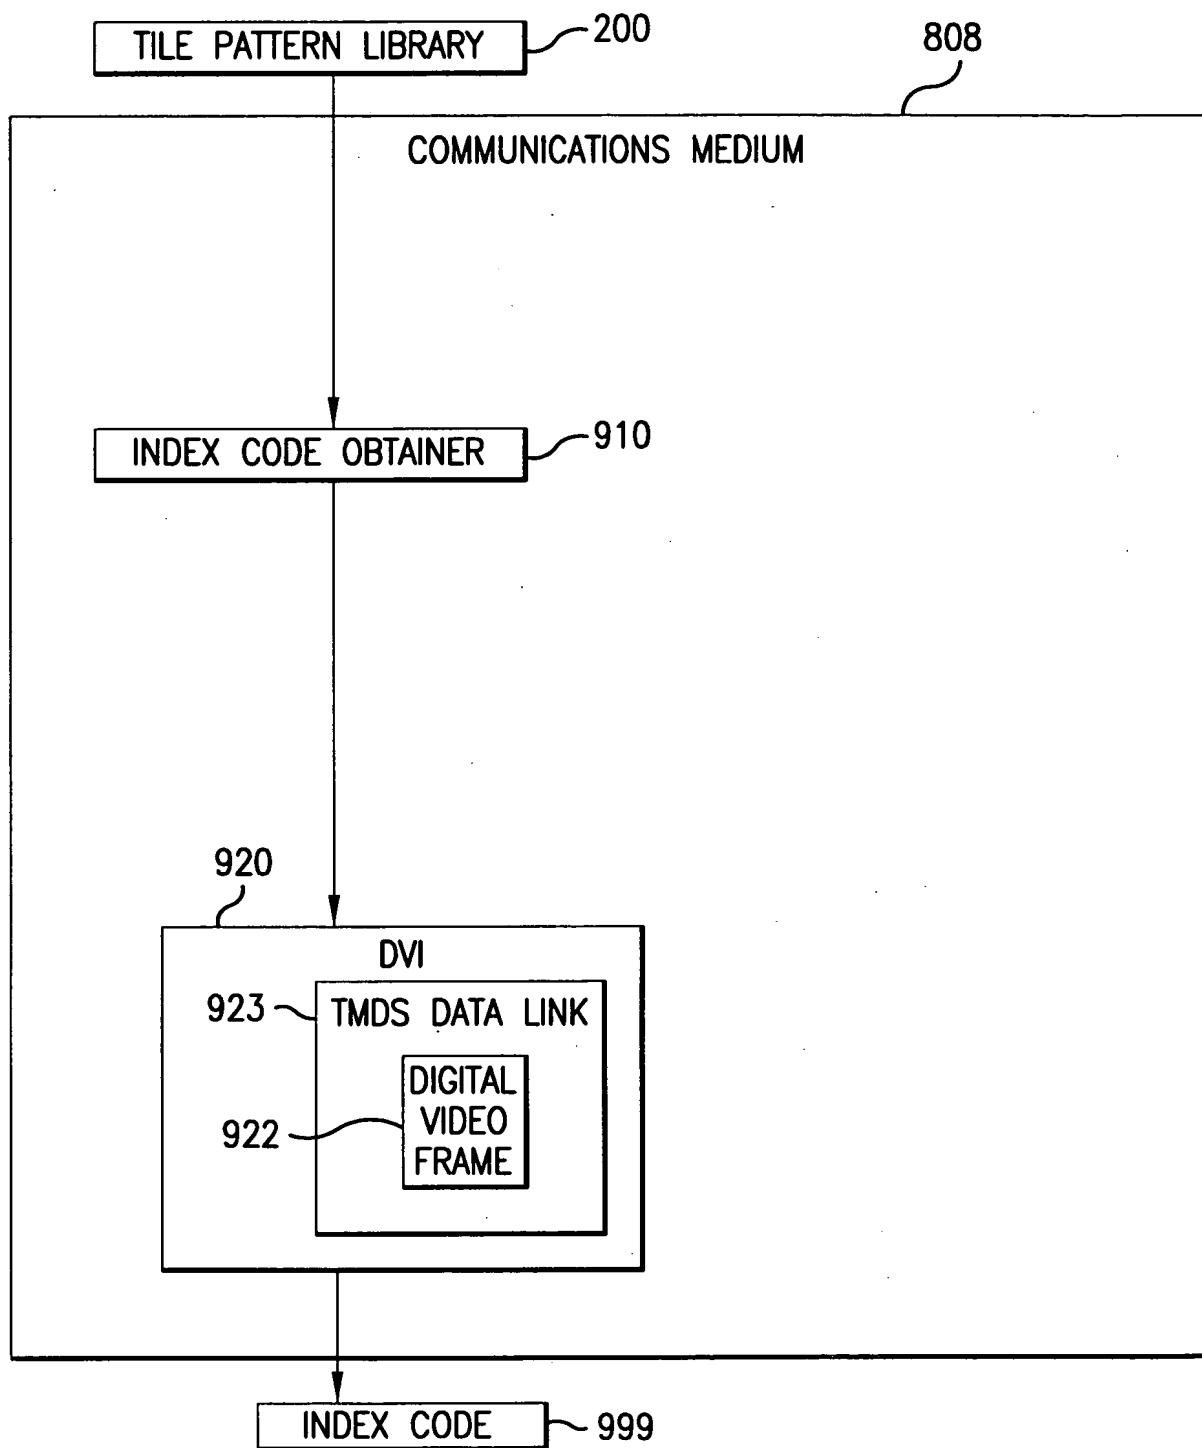 TILE PATTERN LIBRARY
200
808
COMMUNICATIONS MEDIUM
INDEX CODE OBTAINER
910
920
DVI
923
TMDS DATA LINK
DIGITAL
VIDEO
FRAME
922
INDEX CODE
999